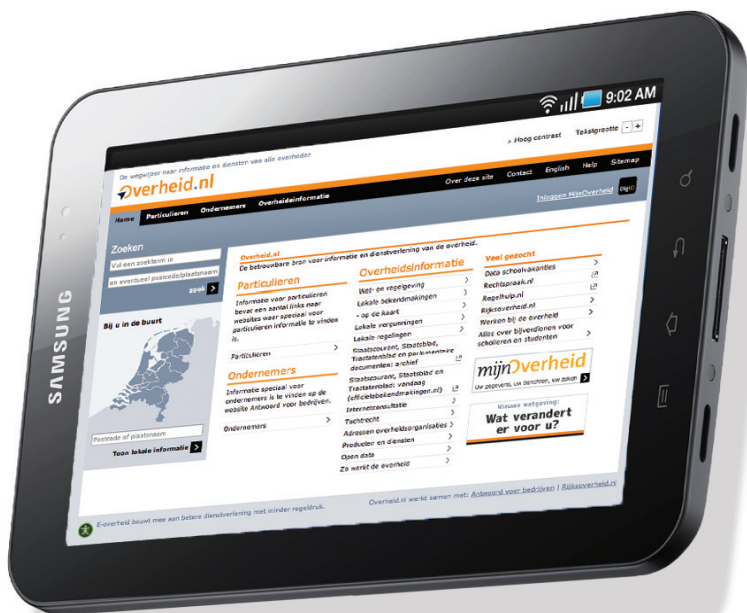 SAMSUNG
9:02 AM
De wegwijzer naar informatie en diensten van alle overheden
Hoog contrast
Tekstgrootte - +
Overheid.nl
Home Particulieren Ondernemers Overheidsinformatie
Over deze site Contact English Help Sitemap
Inloggen MijnOverheid DigiD
Zoeken
Vul een zoekterm in
en eventueel postcode/plaatsnaam
zoek
Bij u in de buurt
Postcode of plaatsnaam
Toon lokale informatie
Overheid.nl
De betrouwbare bron voor informatie en dienstverlening van de overheid.
Particulieren
Informatie voor particulieren
bevat een aantal links naar
websites waar speciaal voor
particulieren informatie te vinden
is.
Particulieren
Ondernemers
Informatie speciaal voor
ondernemers is te vinden op de
website Antwoord voor bedrijven.
Ondernemers
Overheidsinformatie
Wet- en regelgeving
Lokale bekendmakingen
- op de kaart
Lokale vergunningen
Lokale regelingen
Staatscourant, Staatsblad,
Tractatenblad en parlementaire
documenten: archief
Staatscourant, Staatsblad en
Tractatenblad: vandaag
(officielebekendmakingen.nl)
Internetconsultatie
Tuchtrecht
Adressen overheidsorganisaties
Producten en diensten
Open data
Zo werkt de overheid
Veel gezocht
Data schoolvakanties
Rechtspraak.nl
Regelhulp.nl
Rijksoverheid.nl
Werken bij de overheid
Alles over bijverdienen voor
scholieren en studenten
mijnOverheid
Uw gegevens, uw berichten, uw zaken
Nieuwe wetgeving:
Wat verandert
er voor u?
E-overheid bouwt mee aan betere dienstverlening met minder regeldruk.
Overheid.nl werkt samen met: Antwoord voor bedrijven | Rijksoverheid.nl